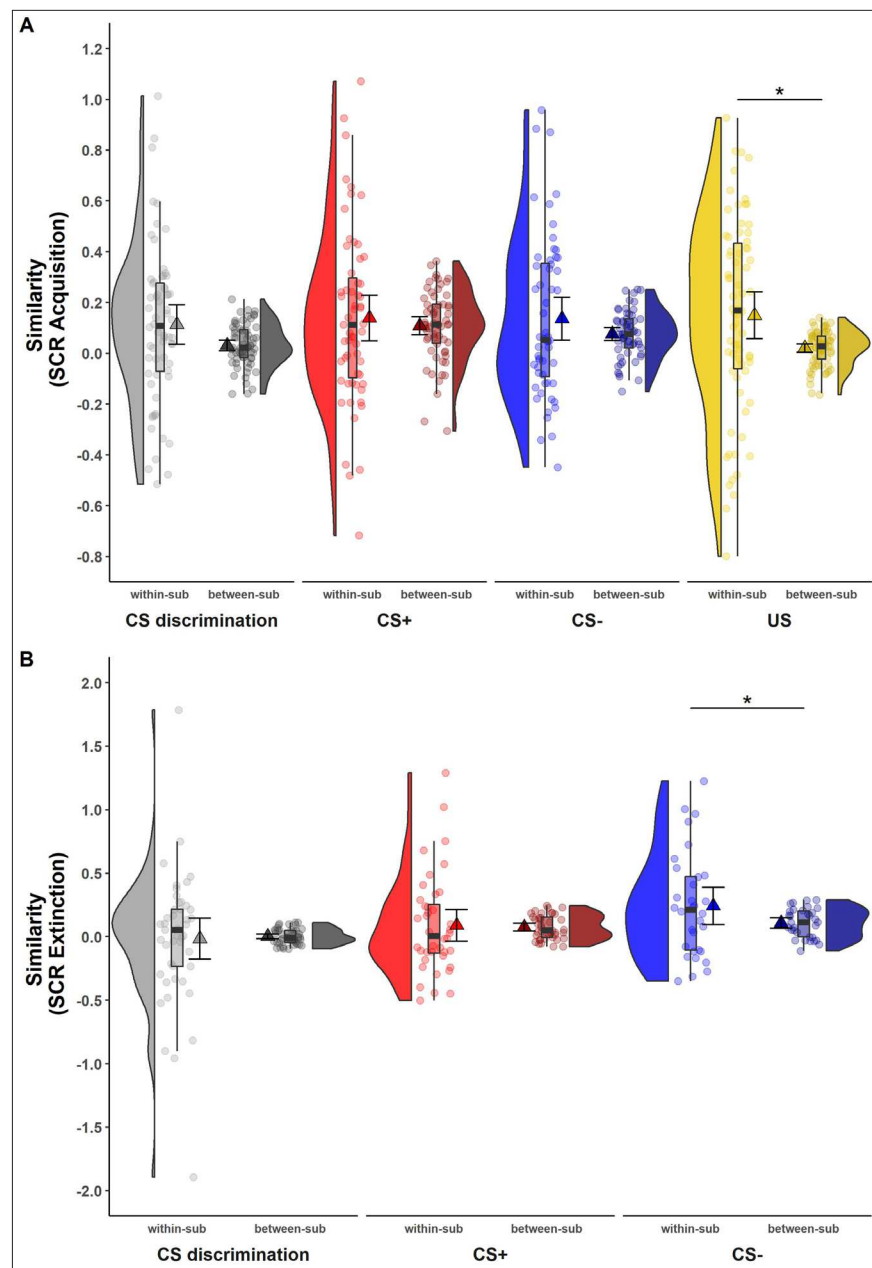 A
1.2
1.0
0.8
0.6
0.4
0.2
0.0
-0.2
-0.4
-0.6
-0.8
Similarity
(SCR Acquisition)
*
within-sub between-sub within-sub between-sub within-sub between-sub within-sub between-sub
CS discrimination CS+ CS- US
B
2.0
1.5
1.0
0.5
0.0
-0.5
-1.0
-1.5
-2.0
Similarity
(SCR Extinction)
*
within-sub between-sub within-sub between-sub within-sub between-sub
CS discrimination CS+ CS-